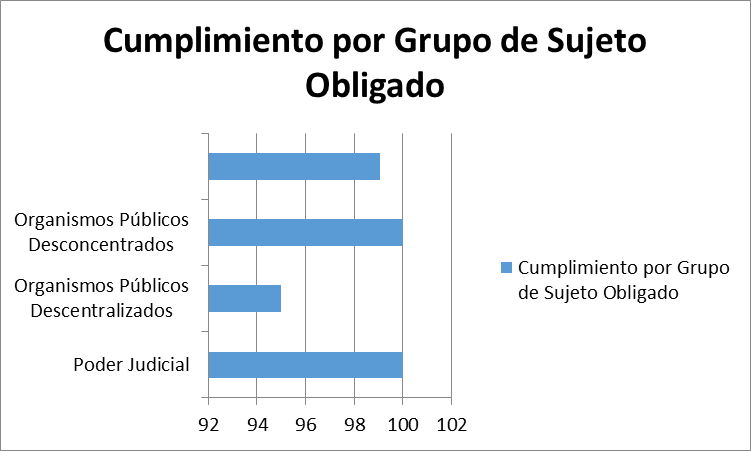 Cumplimiento por Grupo de Sujeto
Obligado
Organismos Públicos
Desconcentrados
Organismos Públicos
Descentralizados
Poder Judicial
92 94 96 98 100 102
Cumplimiento por Grupo
de Sujeto Obligado